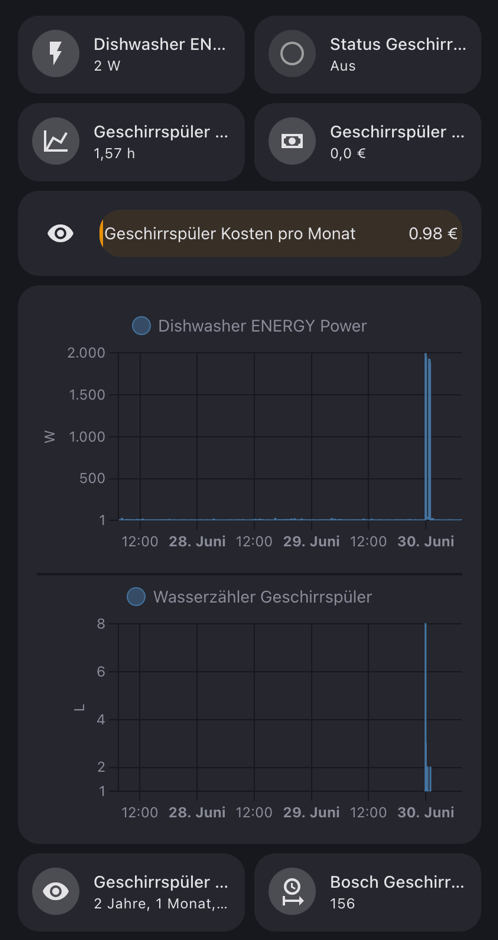 Dishwasher EN...
2 W
Status Geschirr...
Aus
Geschirrspüler ...
1,57 h
Geschirrspüler ...
0,0 €
Geschirrspüler Kosten pro Monat 0.98 €
Dishwasher ENERGY Power
2.000
1.500
W
1.000
500
1
12:00 28. Juni 12:00 29. Juni 12:00 30. Juni
Wasserzähler Geschirrspüler
8
6
L
4
2
1
12:00 28. Juni 12:00 29. Juni 12:00 30. Juni
Geschirrspüler ...
2 Jahre, 1 Monat,...
Bosch Geschirr...
156